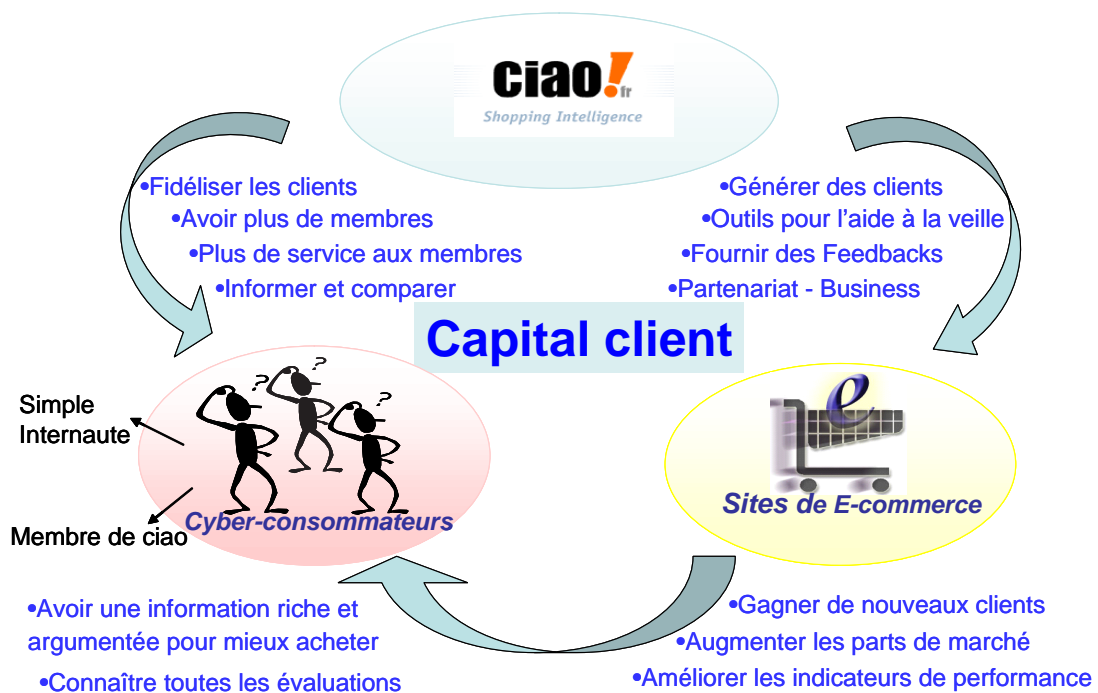 ciao!
fr
Shopping Intelligence
•Fidéliser les clients
•Avoir plus de membres
•Plus de service aux membres
•Informer et comparer
•Générer des clients
•Outils pour l'aide à la veille
•Fournir des Feedbacks
•Partenariat - Business
Capital client
Simple
Internaute
Membre de ciao
? ? ?
Cyber-consommateurs
e
Sites de E-commerce
•Avoir une information riche et
argumentée pour mieux acheter
•Connaître toutes les évaluations
•Gagner de nouveaux clients
•Augmenter les parts de marché
•Améliorer les indicateurs de performance